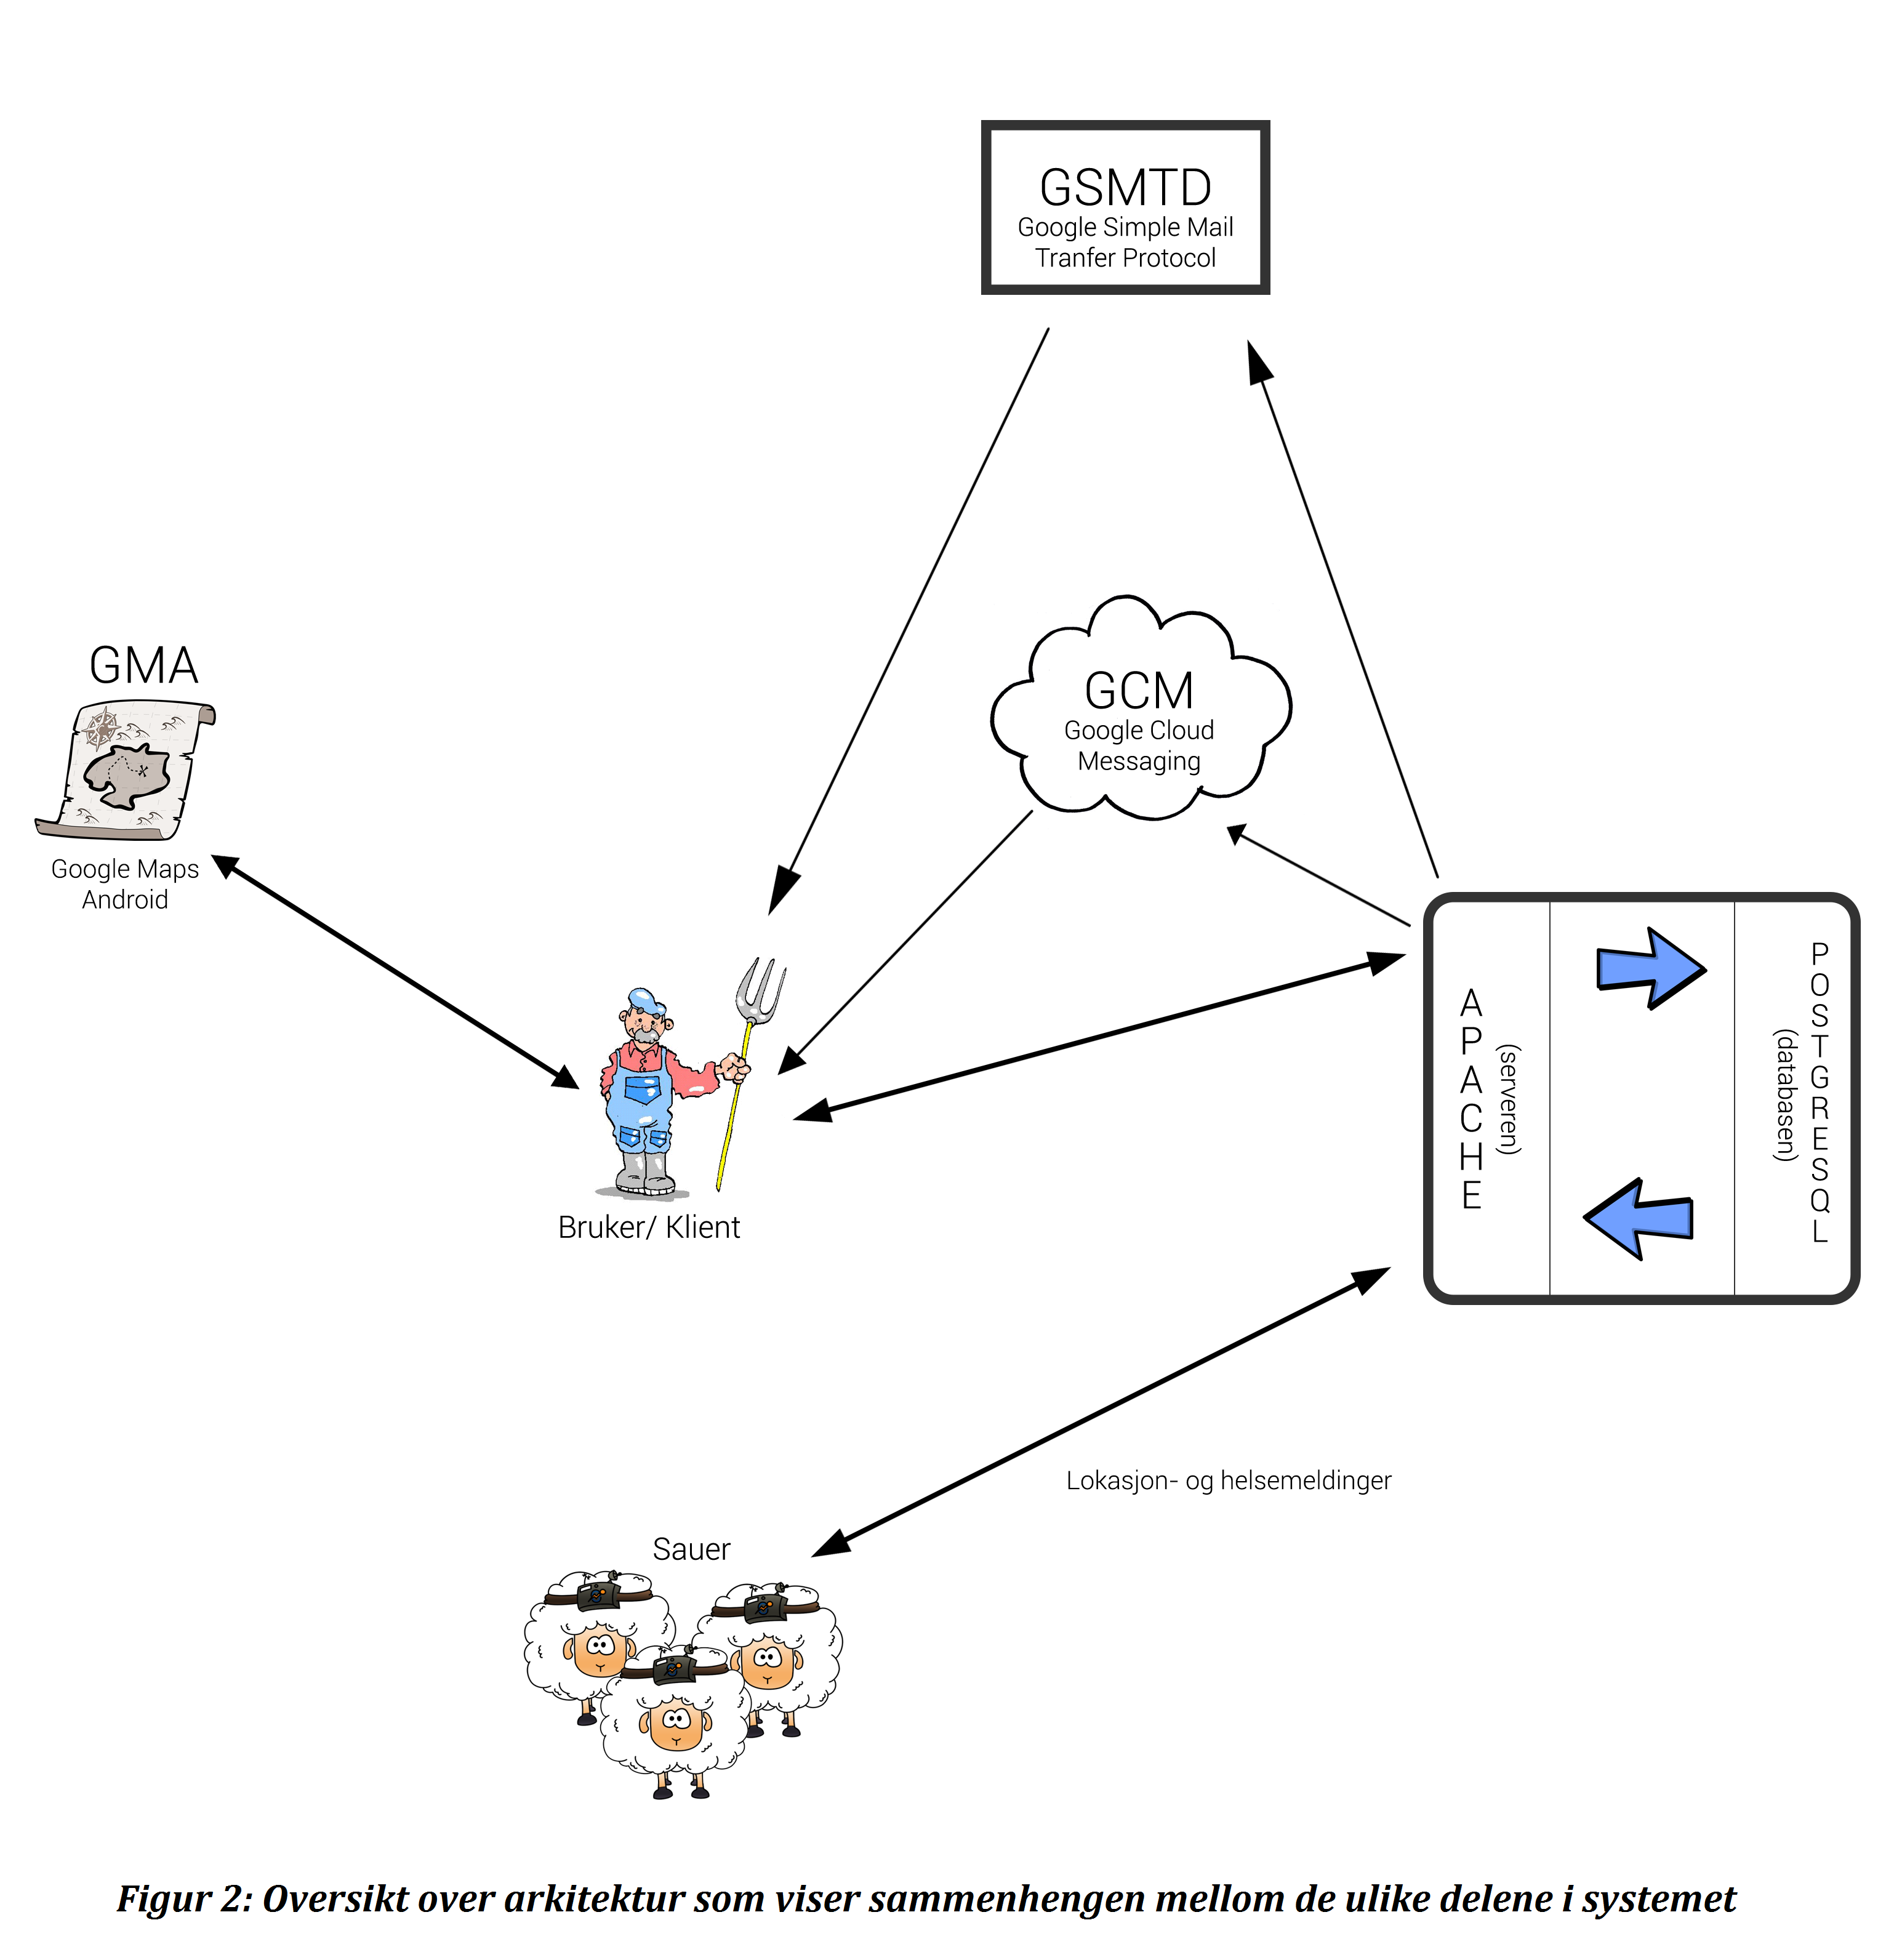 GSMTD
Google Simple Mail
Tranfer Protocol
GCM
Google Cloud
Messaging
GMA
Google Maps
Android
Bruker/ Klient
APACHE
(serveren)
(databasen)
POSTGRESQL
Lokasjon- og helsemeldinger
Sauer
Figur 2: Oversikt over arkitektur som viser sammenhengen mellom de ulike delene i systemet